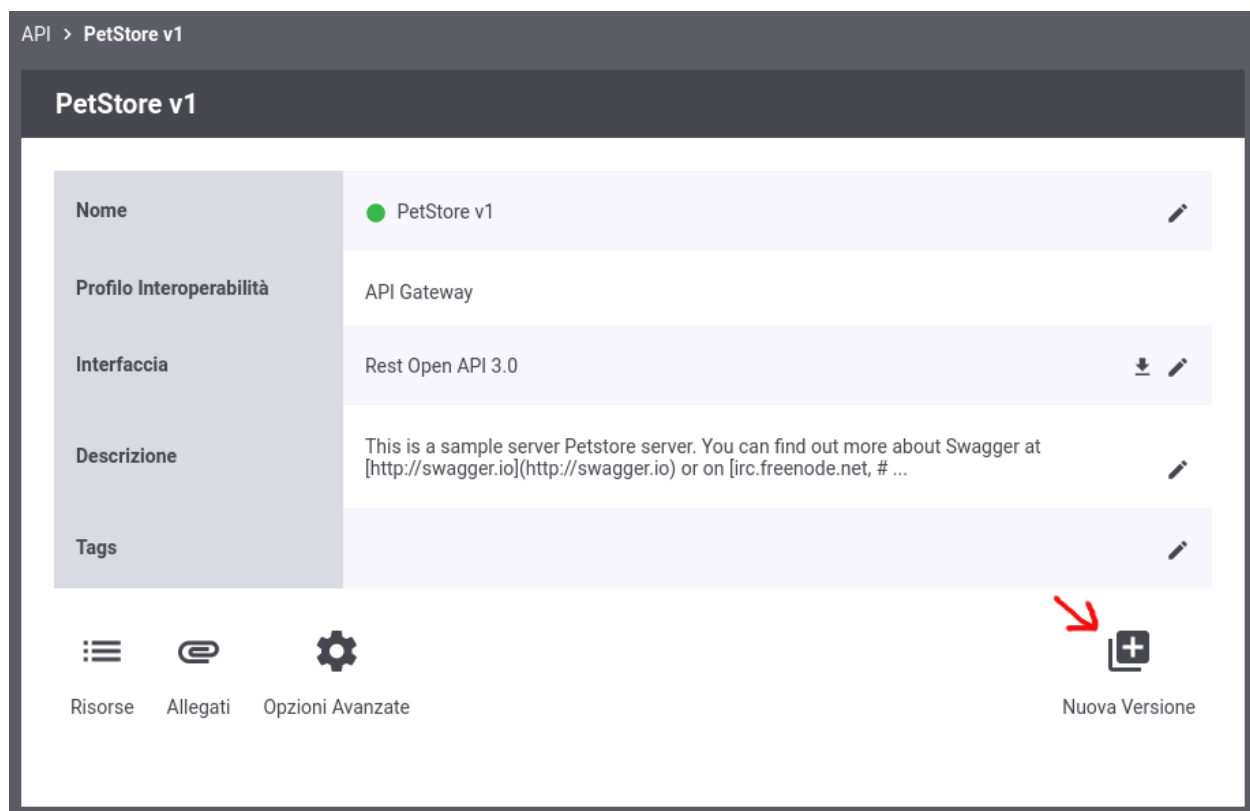 API > PetStore v1
PetStore v1
Nome
PetStore v1
Profilo Interoperabilità
API Gateway
Interfaccia
Rest Open API 3.0
Descrizione
This is a sample server Petstore server. You can find out more about Swagger at
[http://swagger.io](http://swagger.io) or on [irc.freenode.net, # ...
Tags
Risorse
Allegati
Opzioni Avanzate
Nuova Versione